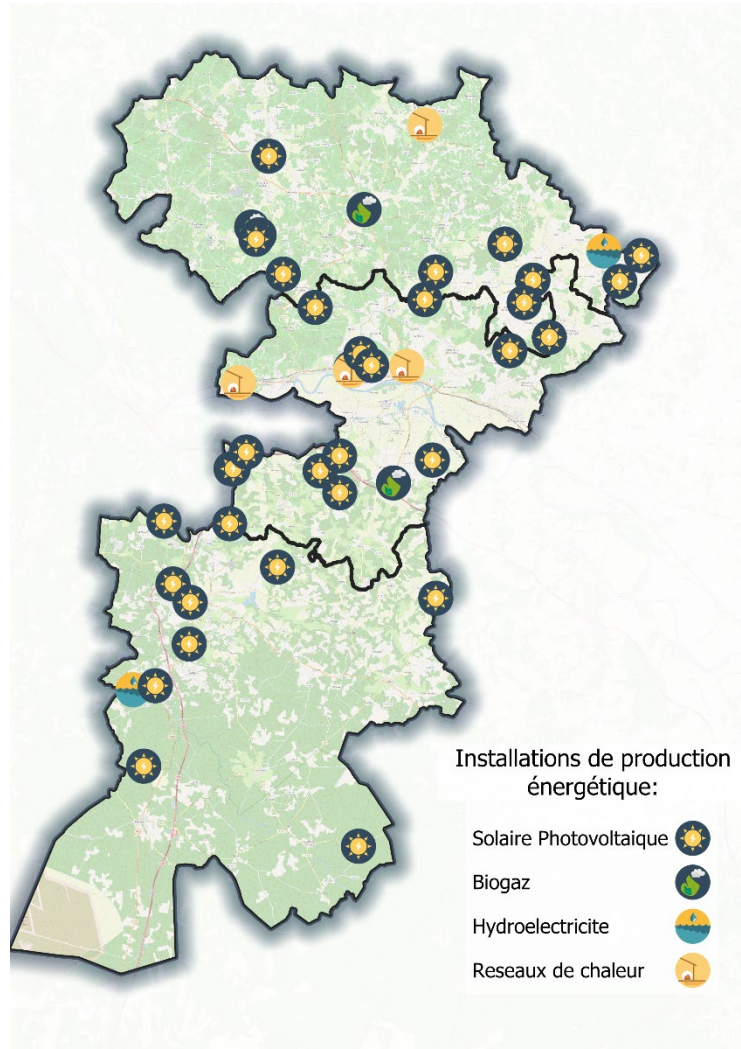 Installations de production
énergétique:
Solaire Photovoltaique
Biogaz
Hydroelectricite
Reseaux de chaleur